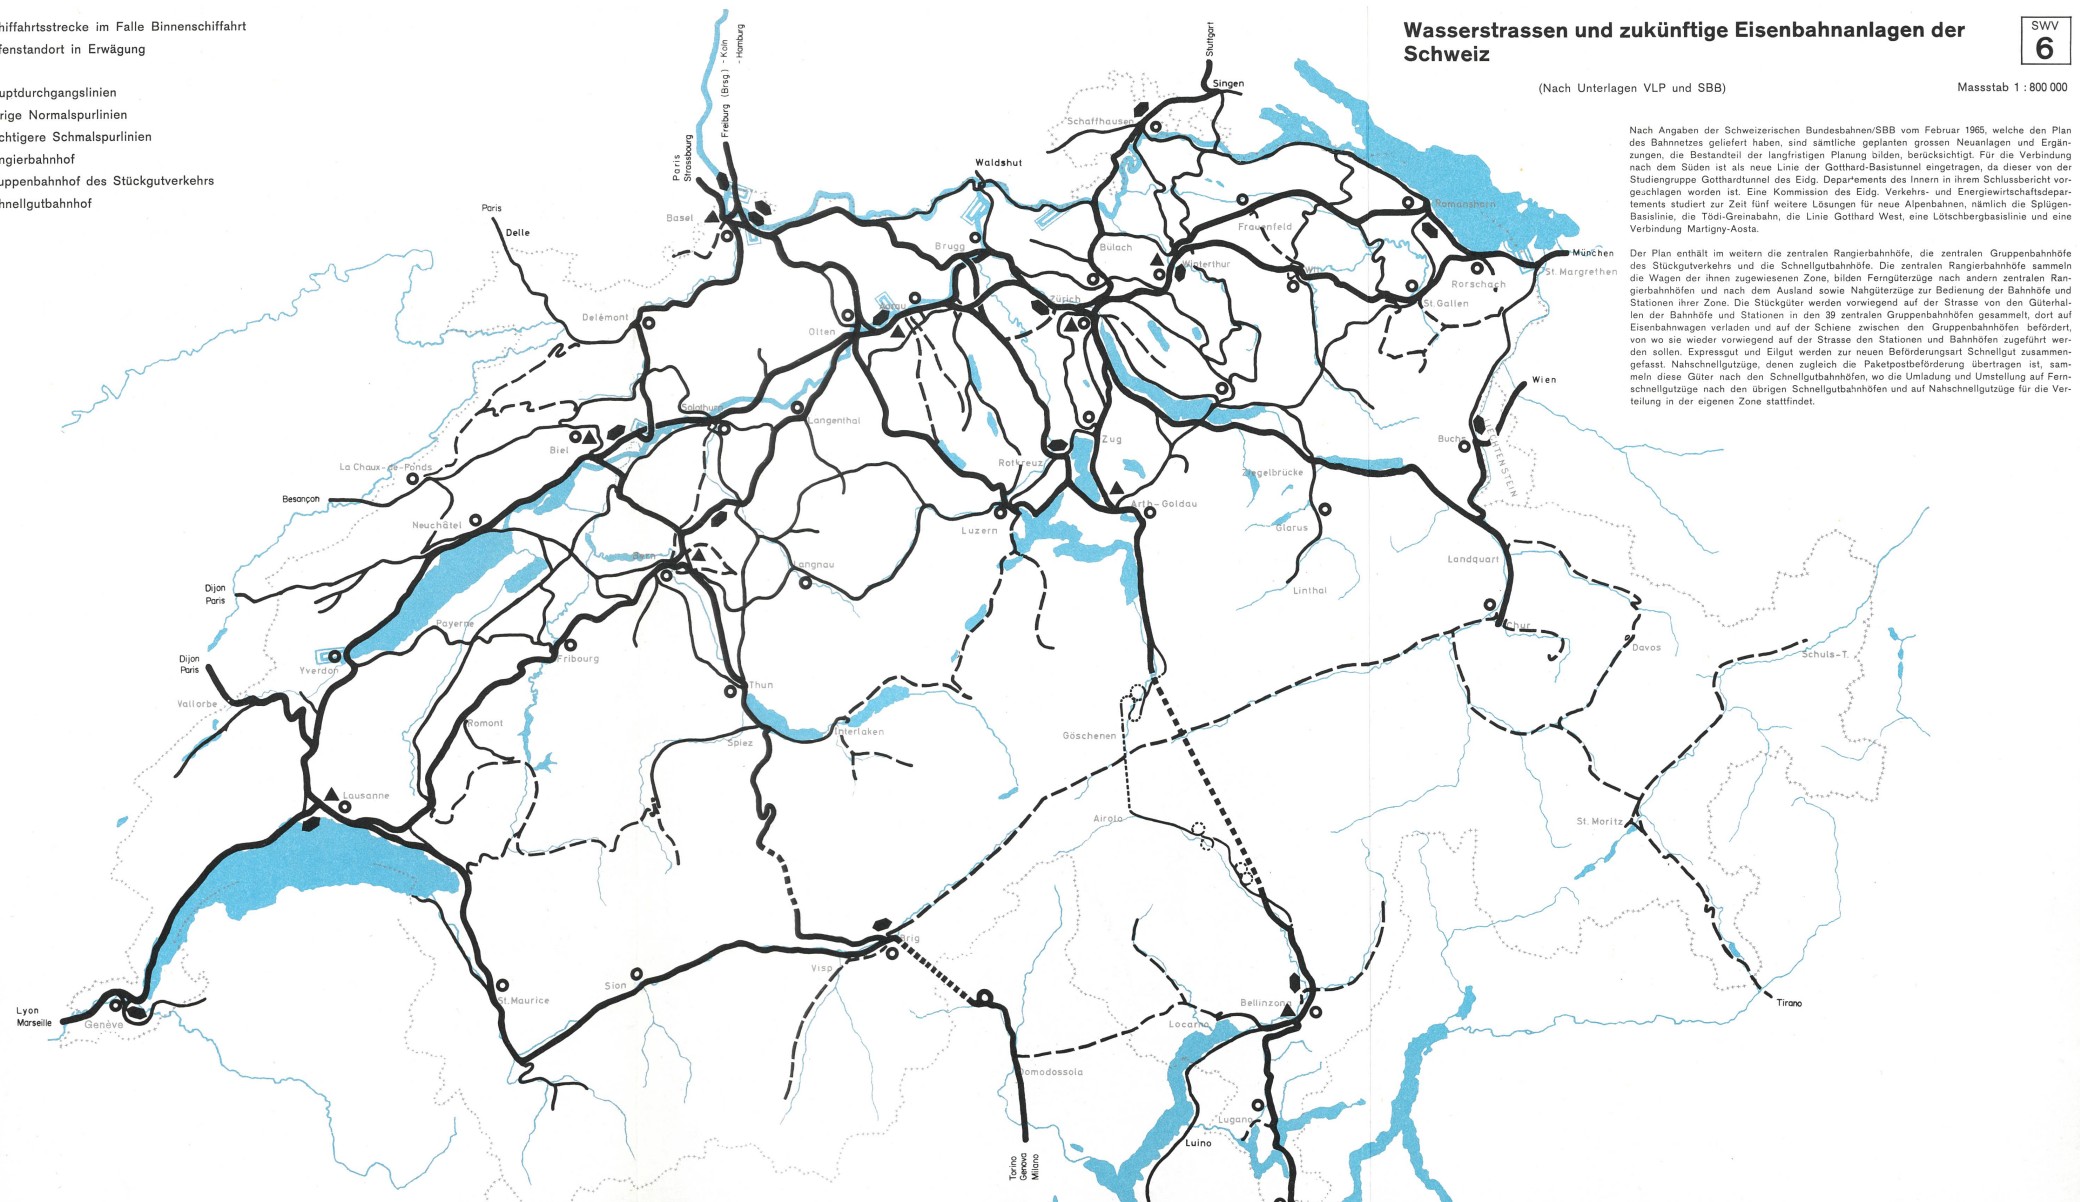 hiffahrtsstrecke im Falle Binnenschiffahrt
fenstandort in Erwägung
uptdurchgangslinien
rige Normalspurlinien
chtigere Schmalspurlinien
ngierbahnhof
uppenbahnhof des Stückgutverkehrs
hnellgutbahnhof
Wasserstrassen und zukünftige Eisenbahnanlagen der
Schweiz
SWV
6
(Nach Unterlagen VLP und SBB)
Massstab 1 : 800 000
Nach Angaben der Schweizerischen Bundesbahnen/SBB vom Februar 1965, welche den Plan
des Bahnnetzes geliefert haben, sind sämtliche geplanten grossen Neuanlagen und Ergän-
zungen, die Bestandteil der langfristigen Planung bilden, berücksichtigt. Für die Verbindung
nach dem Süden ist als neue Linie der Gotthard-Basistunnel eingetragen, da dieser von der
Studiengruppe Gotthardtunnel des Eidg. Departements des Innern in ihrem Schlussbericht vor-
geschlagen worden ist. Eine Kommission des Eidg. Verkehrs- und Energiewirtschaftsdepar-
tements studiert zur Zeit fünf weitere Lösungen für neue Alpenbahnen, nämlich die Splügen-
Basislinie, die Tödi-Greinabahn, die Linie Gotthard West, eine Lötschbergbasislinie und eine
Verbindung Martigny-Aosta.
Der Plan enthält im weitern die zentralen Rangierbahnhöfe, die zentralen Gruppenbahnhöfe
des Stückgutverkehrs und die Schnellgutbahnhöfe. Die zentralen Rangierbahnhöfe sammeln
die Wagen der ihnen zugewiesenen Zone, bilden Ferngüterzüge nach andern zentralen Ran-
gierbahnhöfen und nach dem Ausland sowie Nahgüterzüge zur Bedienung der Bahnhöfe und
Stationen ihrer Zone. Die Stückgüter werden vorwiegend auf der Strasse von den Güterhal-
len der Bahnhöfe und Stationen in den 39 zentralen Gruppenbahnhöfen gesammelt, dort auf
Eisenbahnwagen verladen und auf der Schiene zwischen den Gruppenbahnhöfen befördert,
von wo sie wieder vorwiegend auf der Strasse den Stationen und Bahnhöfen zugeführt wer-
den sollen. Expressgut und Eilgut werden zur neuen Beförderungsart Schnellgut zusammen-
gefasst. Nahschnellgutzüge, denen zugleich die Paketpostbeförderung übertragen ist, sam-
meln diese Güter nach den Schnellgutbahnhöfen, wo die Umladung und Umstellung auf Fern-
schnellgutzüge nach den übrigen Schnellgutbahnhöfen und auf Nahschnellgutzüge für die Ver-
teilung in der eigenen Zone stattfindet.
Freiburg (Brsg.) - Köln
- Hamburg
Paris
Strassbourg
Stuttgart
Singen
Schaffhausen
Waldshut
Basel
Paris
Delle
Romanshorn
Frauenfeld
Brugg
Bülach
Winterthur
Wil
München
St. Margrethen
Rorschach
St.Gallen
Zürich
Aarau
Olten
Delémont
Wien
Solothurn
Langenthal
Biel
Zug
Buchs
LIECHTENSTEIN
La Chaux-de-Fonds
Rotkreuz
Ziegelbrücke
Besançon
Neuchâtel
Arth-Goldau
Luzern
Glarus
Bern
Langnau
Landquart
Linthal
Dijon
Paris
Payerne
Chur
Davos
Schuls-T.
Dijon
Paris
Yverdon
Fribourg
Thun
Vallorbe
Romont
Interlaken
Spiez
Göschenen
Lausanne
Airolo
St. Moritz
Brig
Visp
Sion
St.Maurice
Bellinzona
Locarno
Tirano
Lyon
Marseille
Genève
Domodossola
Lugano
Luino
Torino
Genova
Milano